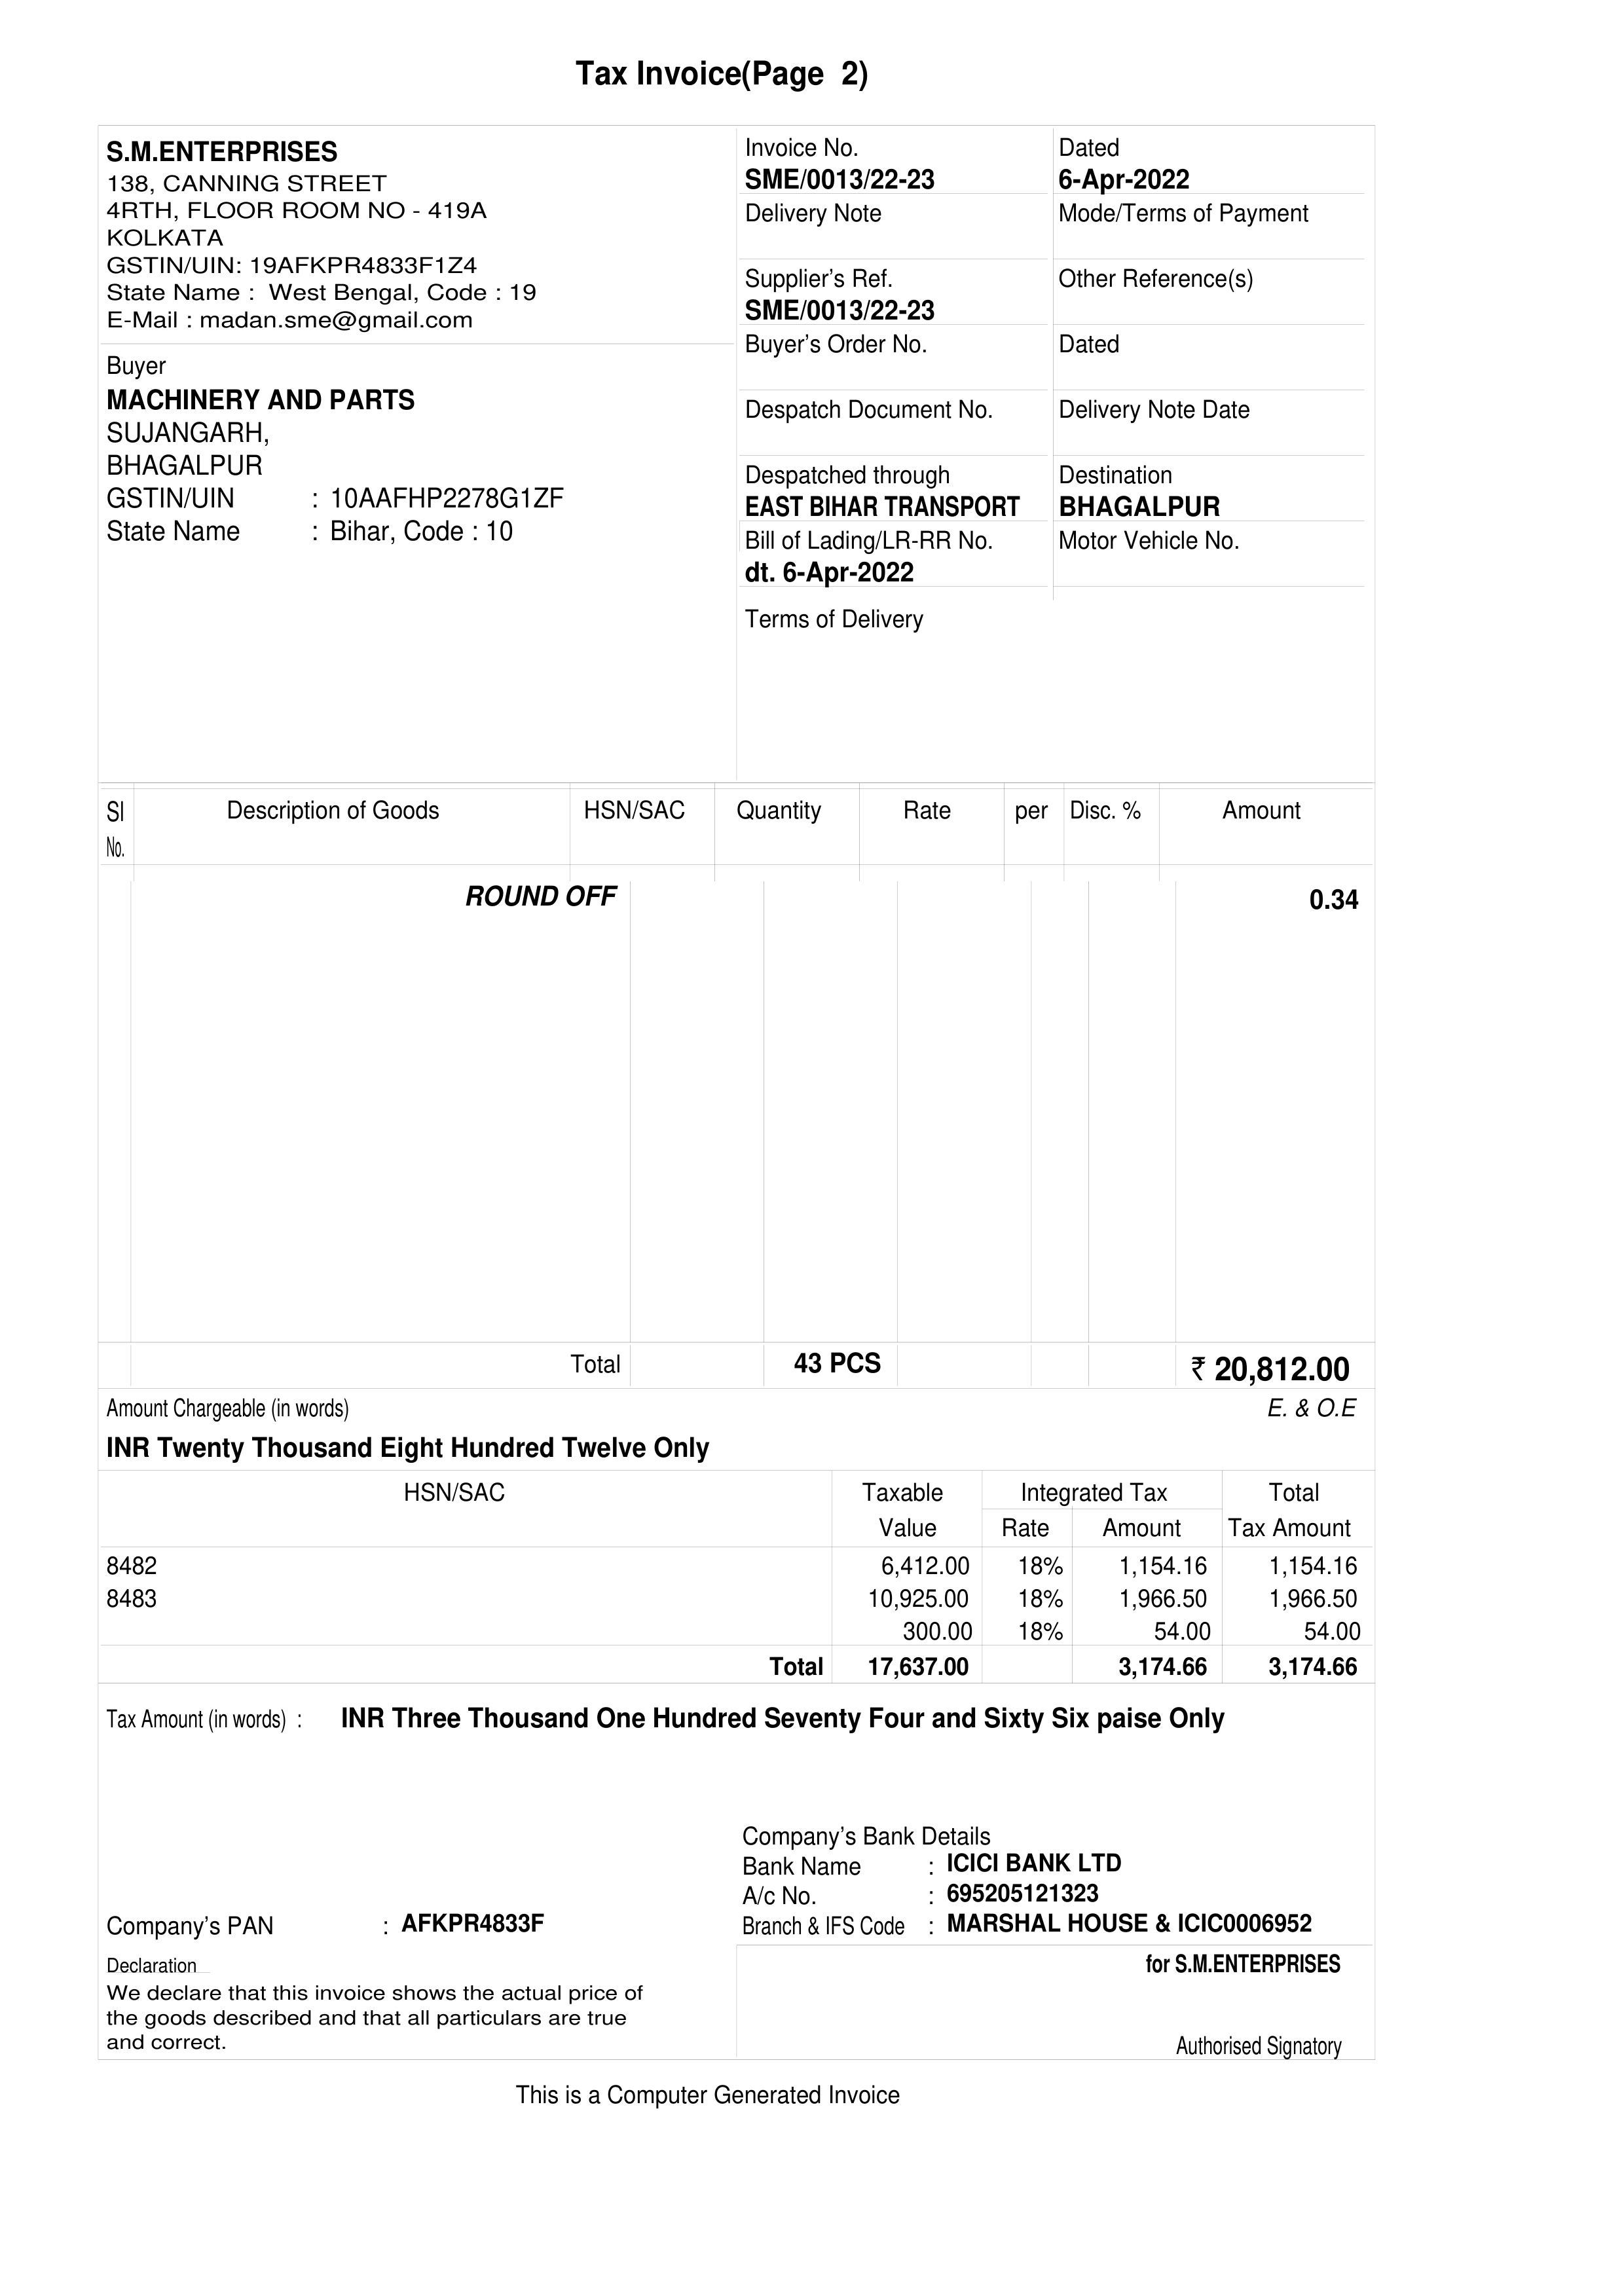 Tax Invoice(Page  2)
S.M.ENTERPRISES
138, CANNING STREET
4RTH, FLOOR ROOM NO - 419A
KOLKATA
GSTIN/UIN: 19AFKPR4833F1Z4
State Name :  West Bengal, Code : 19
E-Mail : madan.sme@gmail.com
Buyer
MACHINERY AND PARTS
SUJANGARH,
BHAGALPUR
GSTIN/UIN : 10AAFHP2278G1ZF
State Name : Bihar, Code : 10
Invoice No. Dated
SME/0013/22-23 6-Apr-2022
Delivery Note Mode/Terms of Payment
Supplier's Ref. Other Reference(s)
SME/0013/22-23
Buyer's Order No. Dated
Despatch Document No. Delivery Note Date
Despatched through Destination
EAST BIHAR TRANSPORT BHAGALPUR
Bill of Lading/LR-RR No. Motor Vehicle No.
dt. 6-Apr-2022
Terms of Delivery
Sl Description of Goods HSN/SAC Quantity Rate per Disc. % Amount
No.
ROUND OFF 0.34
Total 43 PCS ₹ 20,812.00
Amount Chargeable (in words) E. & O.E
INR Twenty Thousand Eight Hundred Twelve Only
HSN/SAC Taxable Integrated Tax Total
Value Rate Amount Tax Amount
8482 6,412.00 18% 1,154.16 1,154.16
8483 10,925.00 18% 1,966.50 1,966.50
300.00 18% 54.00 54.00
Total 17,637.00 3,174.66 3,174.66
Tax Amount (in words) : INR Three Thousand One Hundred Seventy Four and Sixty Six paise Only
Company's Bank Details
Bank Name : ICICI BANK LTD
A/c No. : 695205121323
Company's PAN : AFKPR4833F Branch & IFS Code : MARSHAL HOUSE & ICIC0006952
Declaration
We declare that this invoice shows the actual price of
the goods described and that all particulars are true
and correct.
for S.M.ENTERPRISES
Authorised Signatory
This is a Computer Generated Invoice